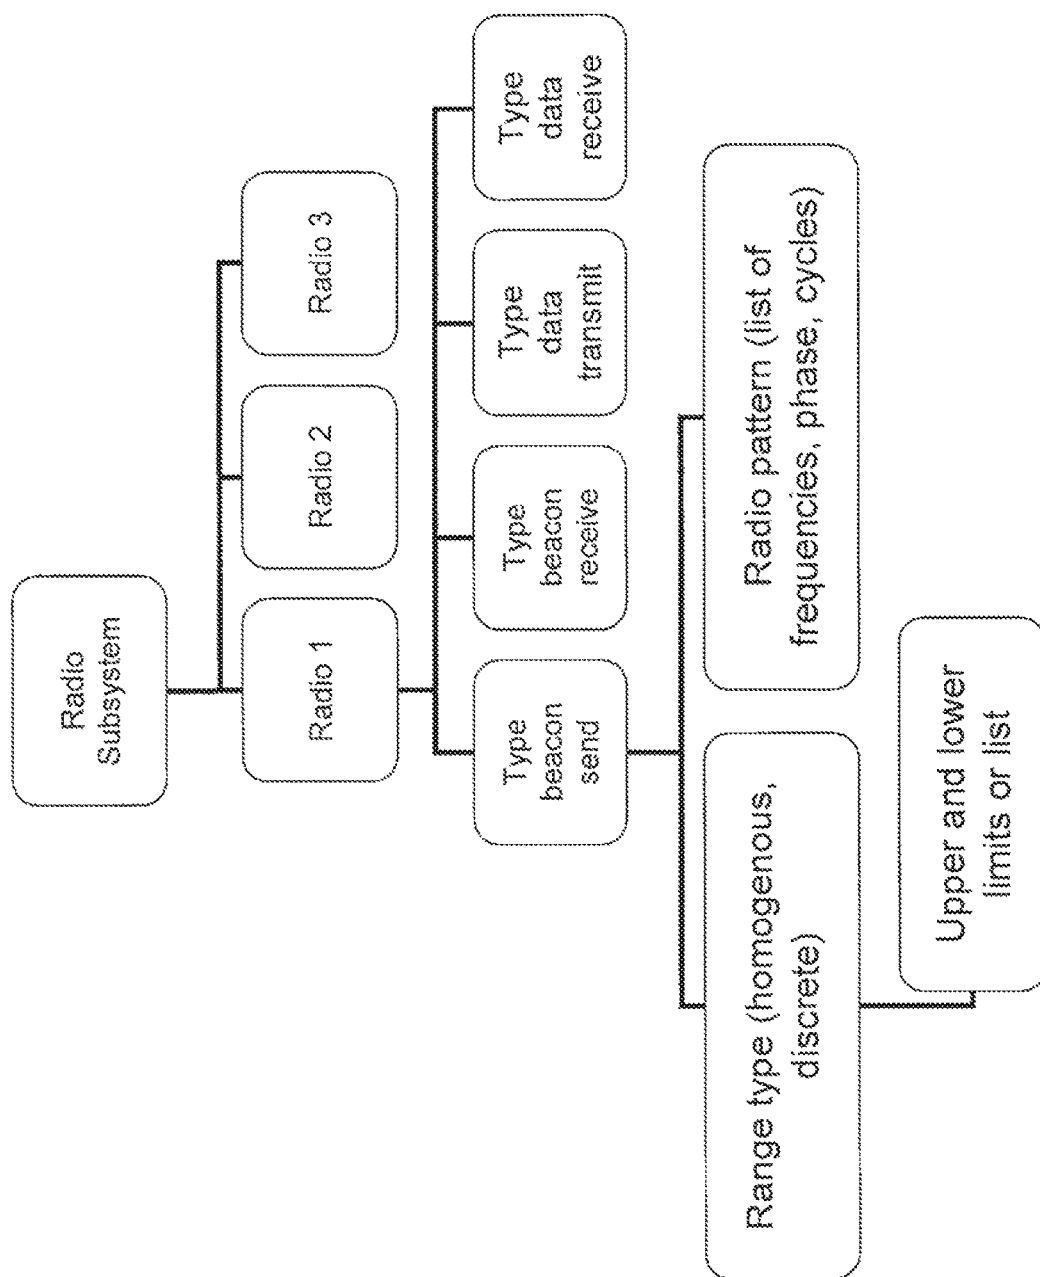 Radio
Subsystem
Radio 1
Radio 2
Radio 3
Type
beacon
send
Type
beacon
receive
Type
data
transmit
Type
data
receive
Range type (homogenous,
discrete)
Radio pattern (list of
frequencies, phase, cycles)
Upper and lower
limits or list